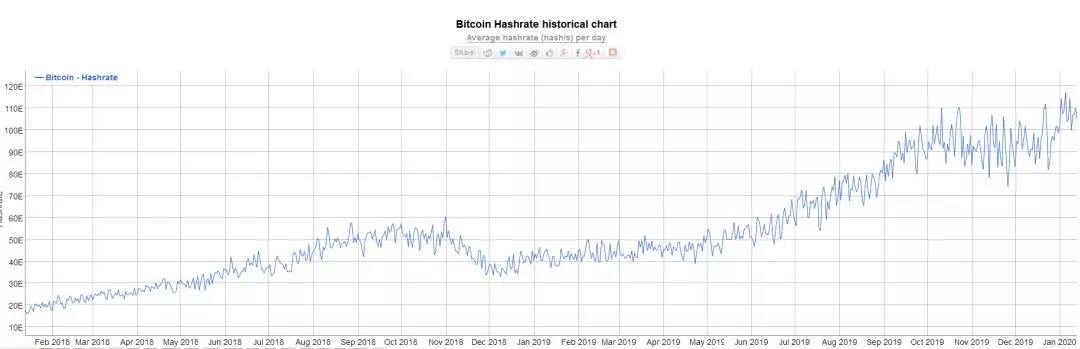 Bitcoin Hashrate historical chart
Average hashrate (hash/s) per day
Share:
Bitcoin - Hashrate
120E
110E
100E
90E
80E
70E
60E
50E
40E
30E
20E
10E
Feb 2018 Mar 2018 Apr 2018 May 2018 Jun 2018 Jul 2018 Aug 2018 Sep 2018 Oct 2018 Nov 2018 Dec 2018 Jan 2019 Feb 2019 Mar 2019 Apr 2019 May 2019 Jun 2019 Jul 2019 Aug 2019 Sep 2019 Oct 2019 Nov 2019 Dec 2019 Jan 2020